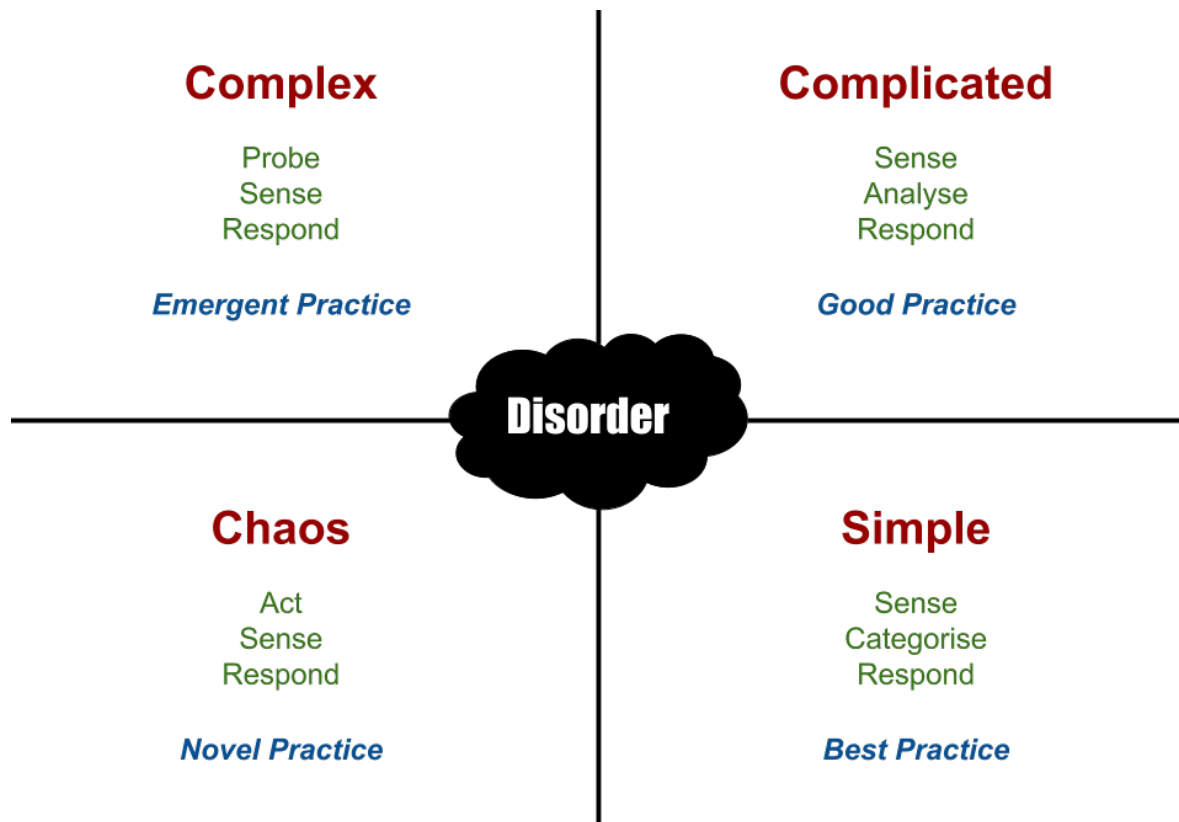 Complex
Probe
Sense
Respond
Emergent Practice
Complicated
Sense
Analyse
Respond
Good Practice
Disorder
Chaos
Act
Sense
Respond
Novel Practice
Simple
Sense
Categorise
Respond
Best Practice